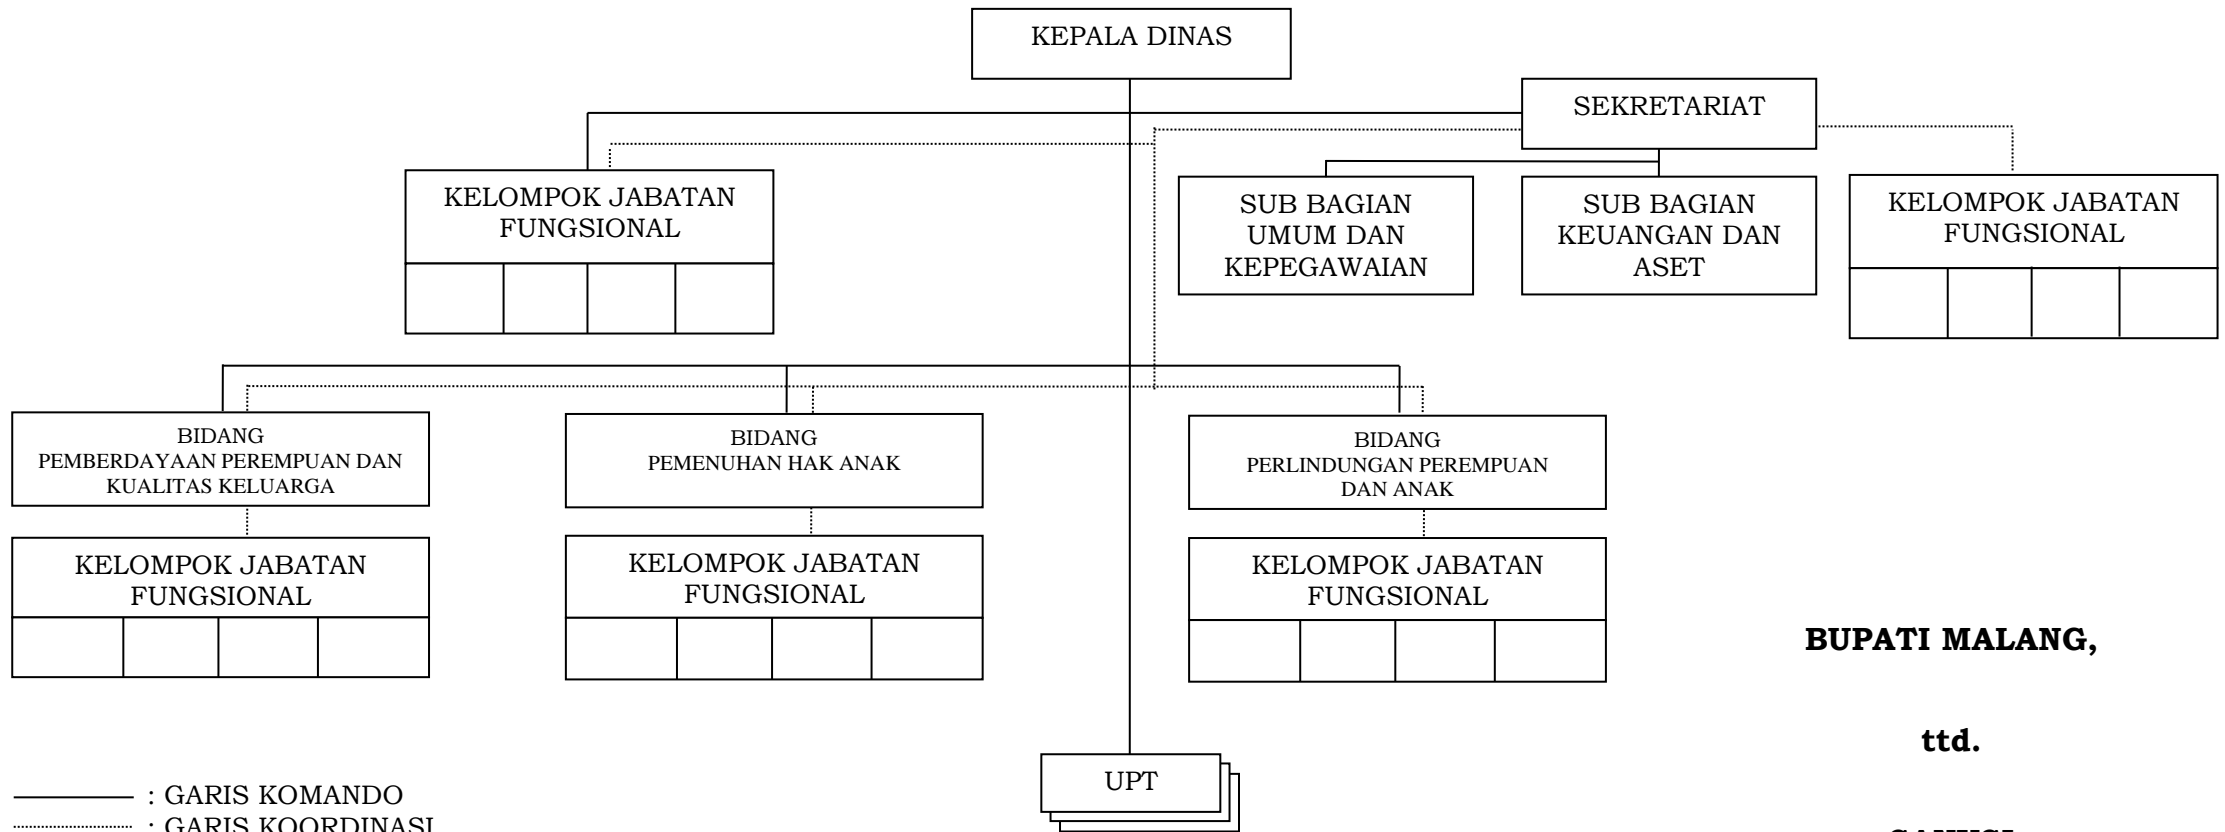 KEPALA DINAS
SEKRETARIAT
KELOMPOK JABATAN
FUNGSIONAL
SUB BAGIAN
UMUM DAN
KEPEGAWAIAN
SUB BAGIAN
KEUANGAN DAN
ASET
KELOMPOK JABATAN
FUNGSIONAL
BIDANG
PEMBERDAYAAN PEREMPUAN DAN
KUALITAS KELUARGA
BIDANG
PEMENUHAN HAK ANAK
BIDANG
PERLINDUNGAN PEREMPUAN
DAN ANAK
KELOMPOK JABATAN
FUNGSIONAL
KELOMPOK JABATAN
FUNGSIONAL
KELOMPOK JABATAN
FUNGSIONAL
BUPATI MALANG,
ttd.
UPT
: GARIS KOMANDO
: GARIS KOORDINASI